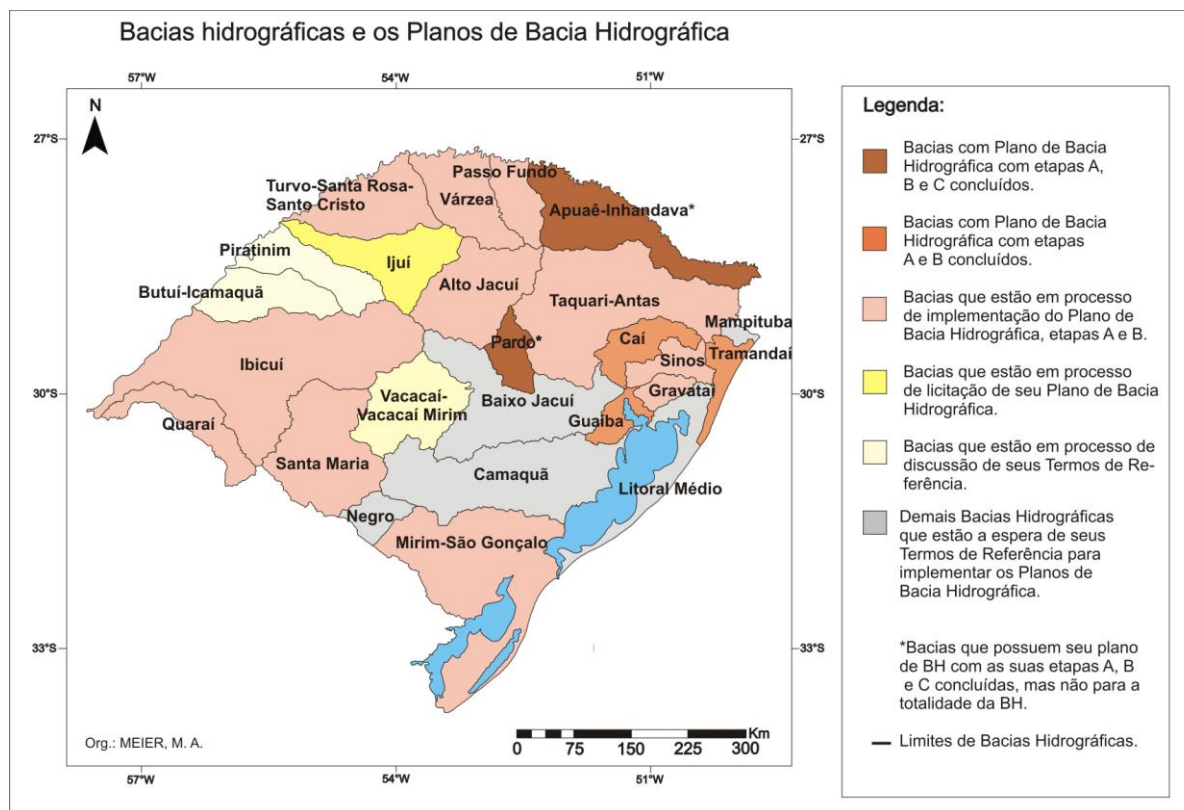 Bacias hidrográficas e os Planos de Bacia Hidrográfica
57°W
54°W
51°W
N
27°S
27°S
Passo Fundo
Turvo-Santa Rosa-
Santo Cristo
Várzea
Apuaê-Inhandava*
Piratinim
Ijuí
Butuí-Icamaquã
Alto Jacuí
Taquari-Antas
Mampituba
Caí
Tramandaí
Pardo*
Ibicuí
Sinos
Gravataí
30°S
30°S
Vacacaí-
Vacacaí Mirim
Baixo Jacuí
Quaraí
Guaíba
Santa Maria
Camaquã
Litoral Médio
Negro
Mirim-São Gonçalo
33°S
33°S
Km
0 75 150 225 300
Org.: MEIER, M. A.
57°W
54°W
51°W
Legenda:
Bacias com Plano de Bacia
Hidrográfica com etapas A,
B e C concluídos.
Bacias com Plano de Bacia
Hidrográfica com etapas
A e B concluídos.
Bacias que estão em processo
de implementação do Plano de
Bacia Hidrográfica, etapas A e B.
Bacias que estão em processo
de licitação de seu Plano de Bacia
Hidrográfica.
Bacias que estão em processo de
discussão de seus Termos de Re-
ferência.
Demais Bacias Hidrográficas
que estão a espera de seus
Termos de Referência para
implementar os Planos de
Bacia Hidrográfica.
*Bacias que possuem seu plano
de BH com as suas etapas A, B
e C concluídas, mas não para a
totalidade da BH.
Limites de Bacias Hidrográficas.